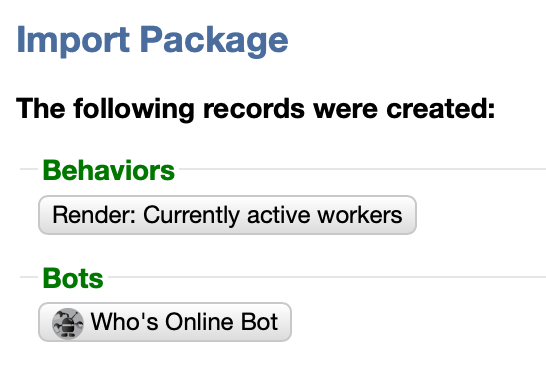 Import Package
The following records were created:
Behaviors
Render: Currently active workers
Bots
Who's Online Bot